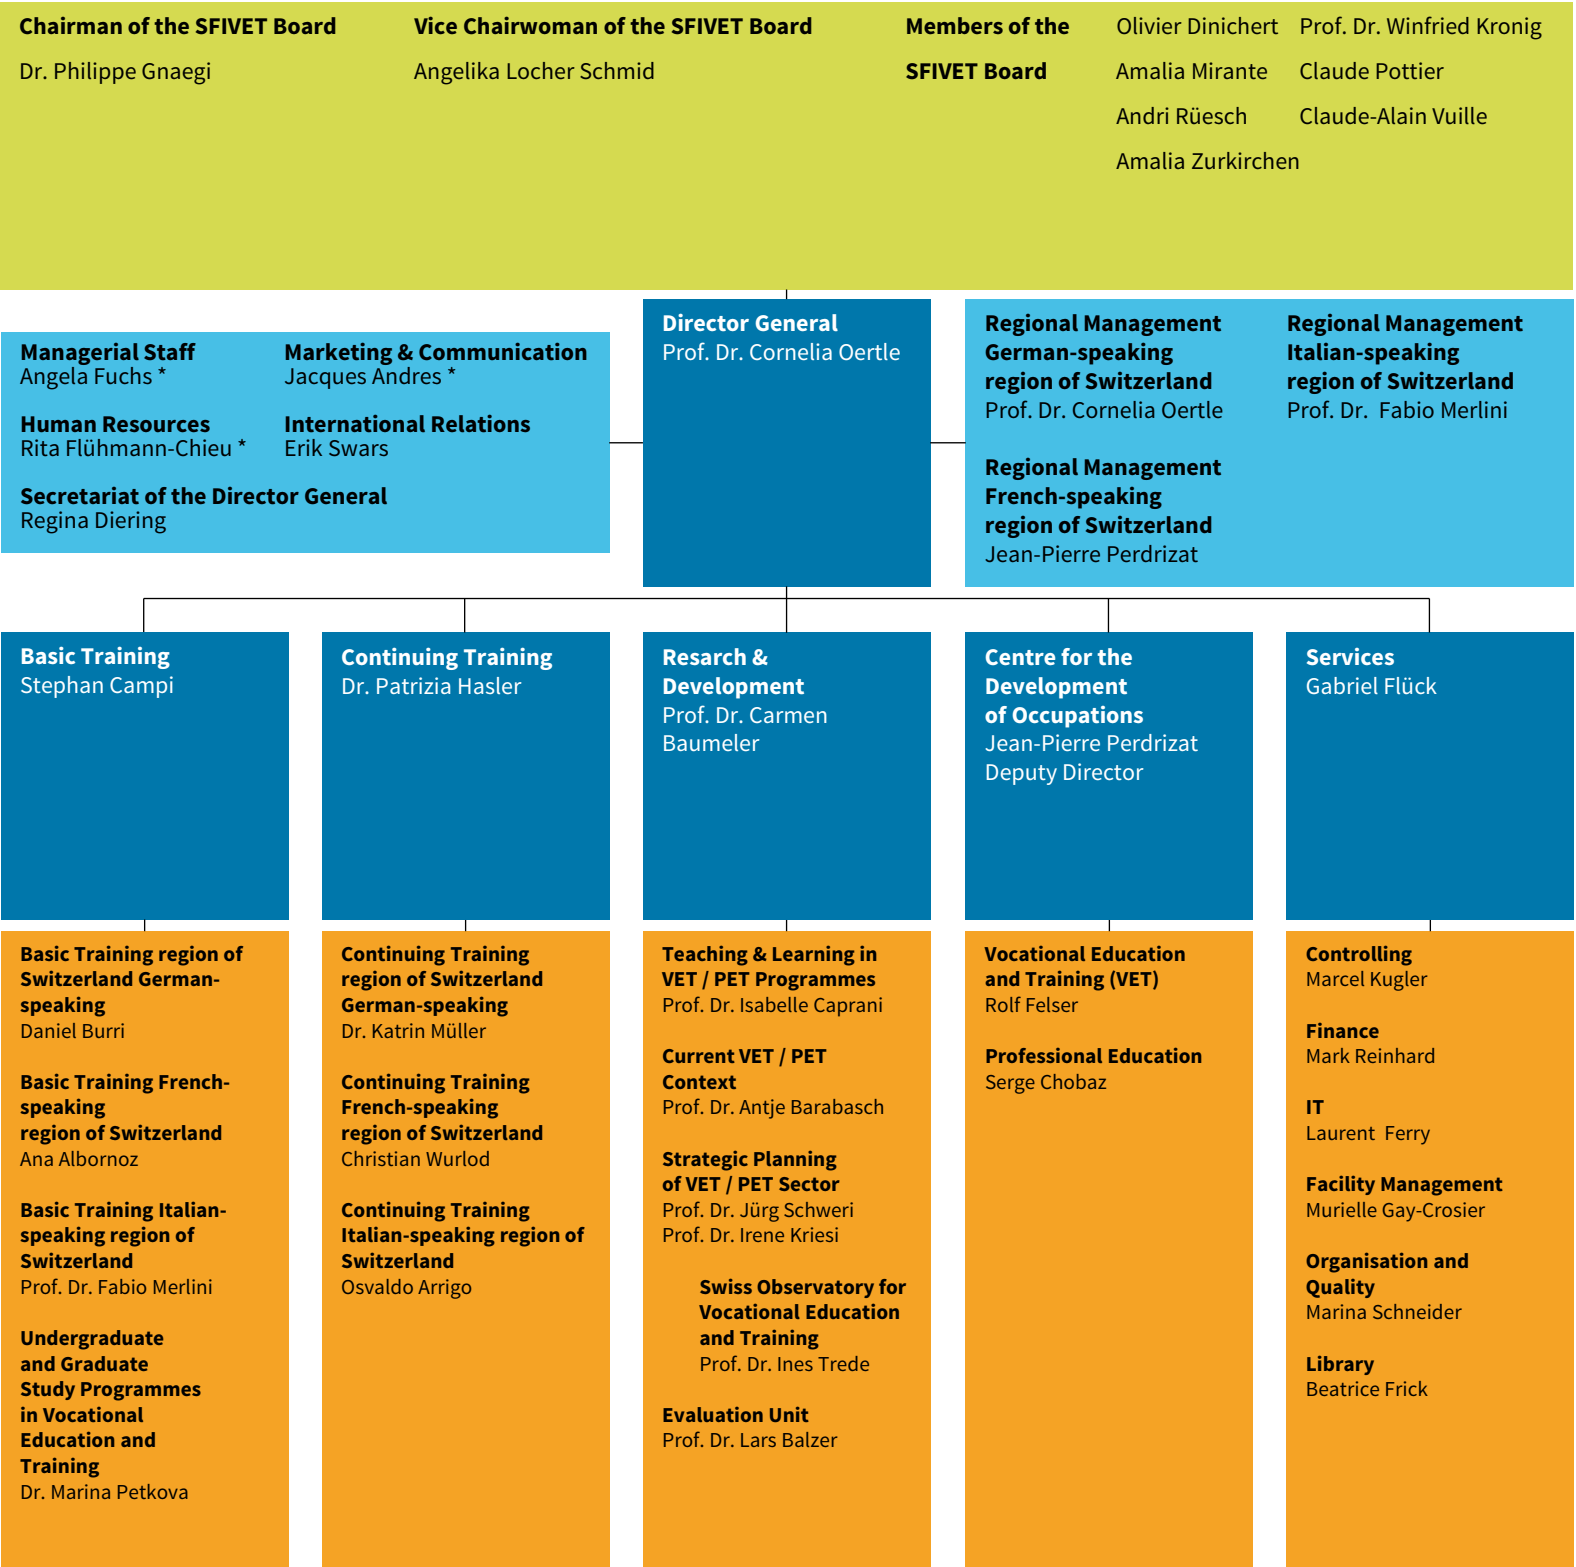 Chairman of the SFIVET Board
Dr. Philippe Gnaegi
Vice Chairwoman of the SFIVET Board
Angelika Locher Schmid
Members of the
SFIVET Board
Olivier Dinichert
Amalia Mirante
Andri Rüesch
Amalia Zurkirchen
Prof. Dr. Winfried Kronig
Claude Pottier
Claude-Alain Vuille
Director General
Prof. Dr. Cornelia Oertle
Managerial Staff
Angela Fuchs *
Human Resources
Rita Flühmann-Chieu *
Marketing & Communication
Jacques Andres *
International Relations
Erik Swars
Secretariat of the Director General
Regina Diering
Regional Management
German-speaking
region of Switzerland
Prof. Dr. Cornelia Oertle
Regional Management
French-speaking
region of Switzerland
Jean-Pierre Perdrizat
Regional Management
Italian-speaking
region of Switzerland
Prof. Dr. Fabio Merlini
Basic Training
Stephan Campi
Continuing Training
Dr. Patrizia Hasler
Resarch &
Development
Prof. Dr. Carmen
Baumeler
Centre for the
Development
of Occupations
Jean-Pierre Perdrizat
Deputy Director
Services
Gabriel Flück
Basic Training region of
Switzerland German-
speaking
Daniel Burri
Basic Training French-
speaking
region of Switzerland
Ana Albornoz
Basic Training Italian-
speaking region of
Switzerland
Prof. Dr. Fabio Merlini
Undergraduate
and Graduate
Study Programmes
in Vocational
Education and
Training
Dr. Marina Petkova
Continuing Training
region of Switzerland
German-speaking
Dr. Katrin Müller
Continuing Training
French-speaking
region of Switzerland
Christian Wurlod
Continuing Training
Italian-speaking region of
Switzerland
Osvaldo Arrigo
Teaching & Learning in
VET / PET Programmes
Prof. Dr. Isabelle Caprani
Current VET / PET
Context
Prof. Dr. Antje Barabasch
Strategic Planning
of VET / PET Sector
Prof. Dr. Jürg Schweri
Prof. Dr. Irene Kriesi
Swiss Observatory for
Vocational Education
and Training
Prof. Dr. Ines Trede
Evaluation Unit
Prof. Dr. Lars Balzer
Vocational Education
and Training (VET)
Rolf Felser
Professional Education
Serge Chobaz
Controlling
Marcel Kugler
Finance
Mark Reinhard
IT
Laurent Ferry
Facility Management
Murielle Gay-Crosier
Organisation and
Quality
Marina Schneider
Library
Beatrice Frick